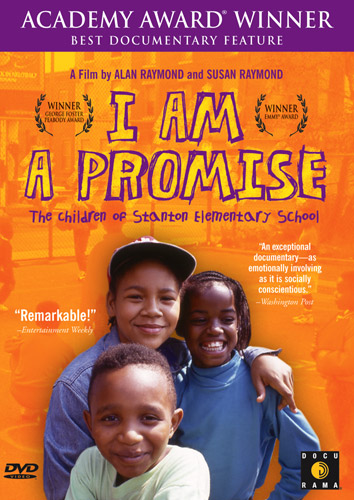 ACADEMY AWARD® WINNER
BEST DOCUMENTARY FEATURE
A Film by ALAN RAYMOND and SUSAN RAYMOND
WINNER
GEORGE FOSTER
PEABODY AWARD
WINNER
EMMY® AWARD
I AM
A PROMISE
The Children of Stanton Elementary School
"An exceptional
documentary—as
emotionally involving
as it is socially
conscientious."
–Washington Post
"Remarkable!"
–Entertainment Weekly
DVD
VIDEO
DOCU
RAMA